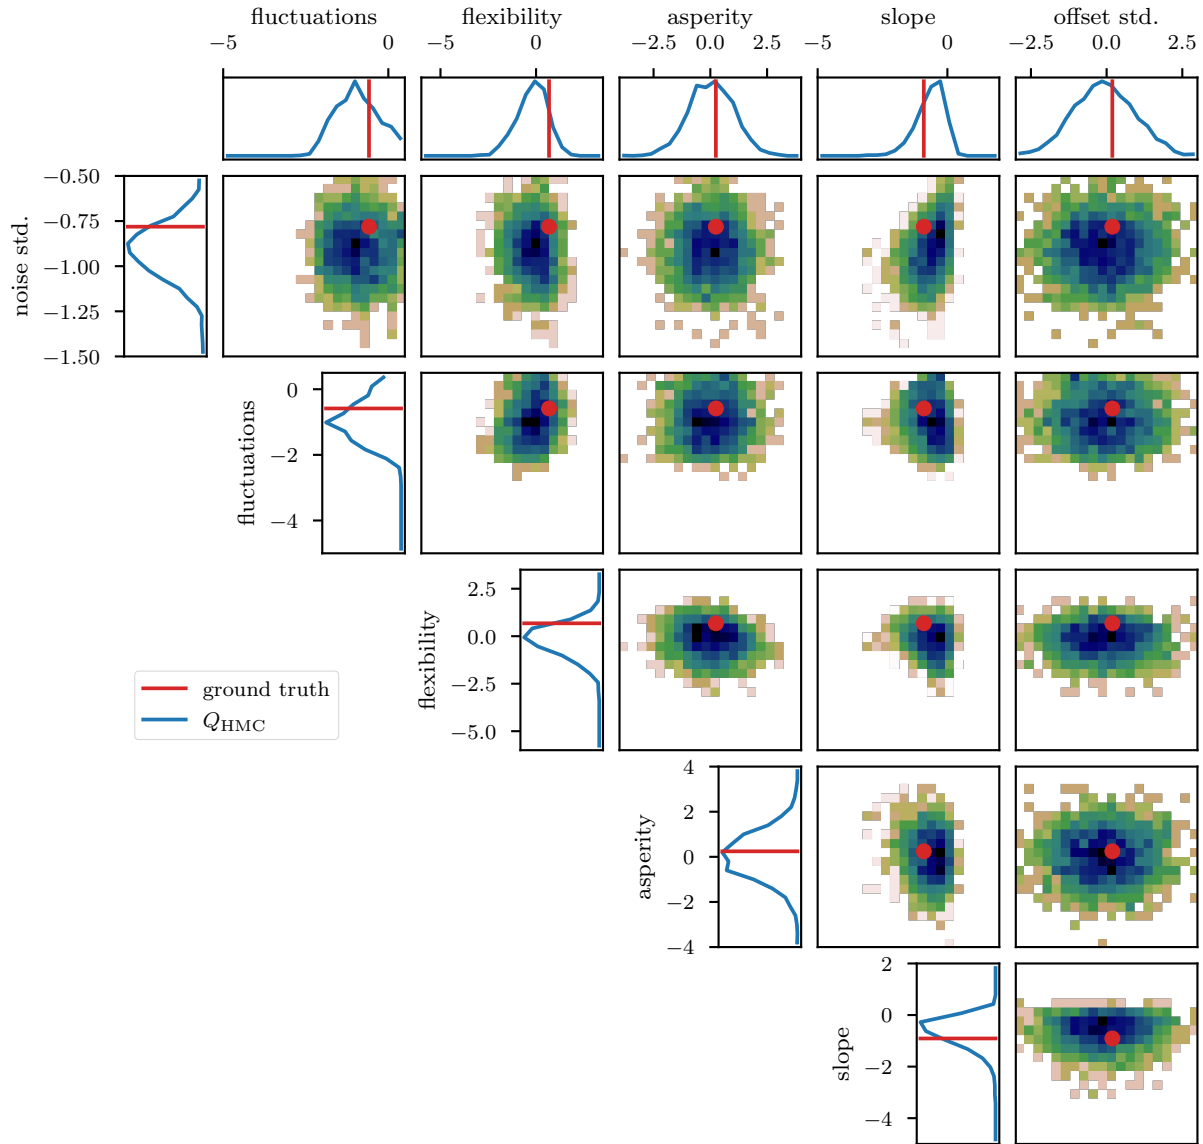 fluctuations flexibility asperity slope offset std.
−5 0 −5 0 −2.5 0.0 2.5 −5 0 −2.5 0.0 2.5
noise std.
−0.50
−0.75
−1.00
−1.25
−1.50
fluctuations
0
−2
−4
flexibility
2.5
0.0
−2.5
−5.0
ground truth
Q_HMC
asperity
4
2
0
−2
−4
slope
2
0
−2
−4